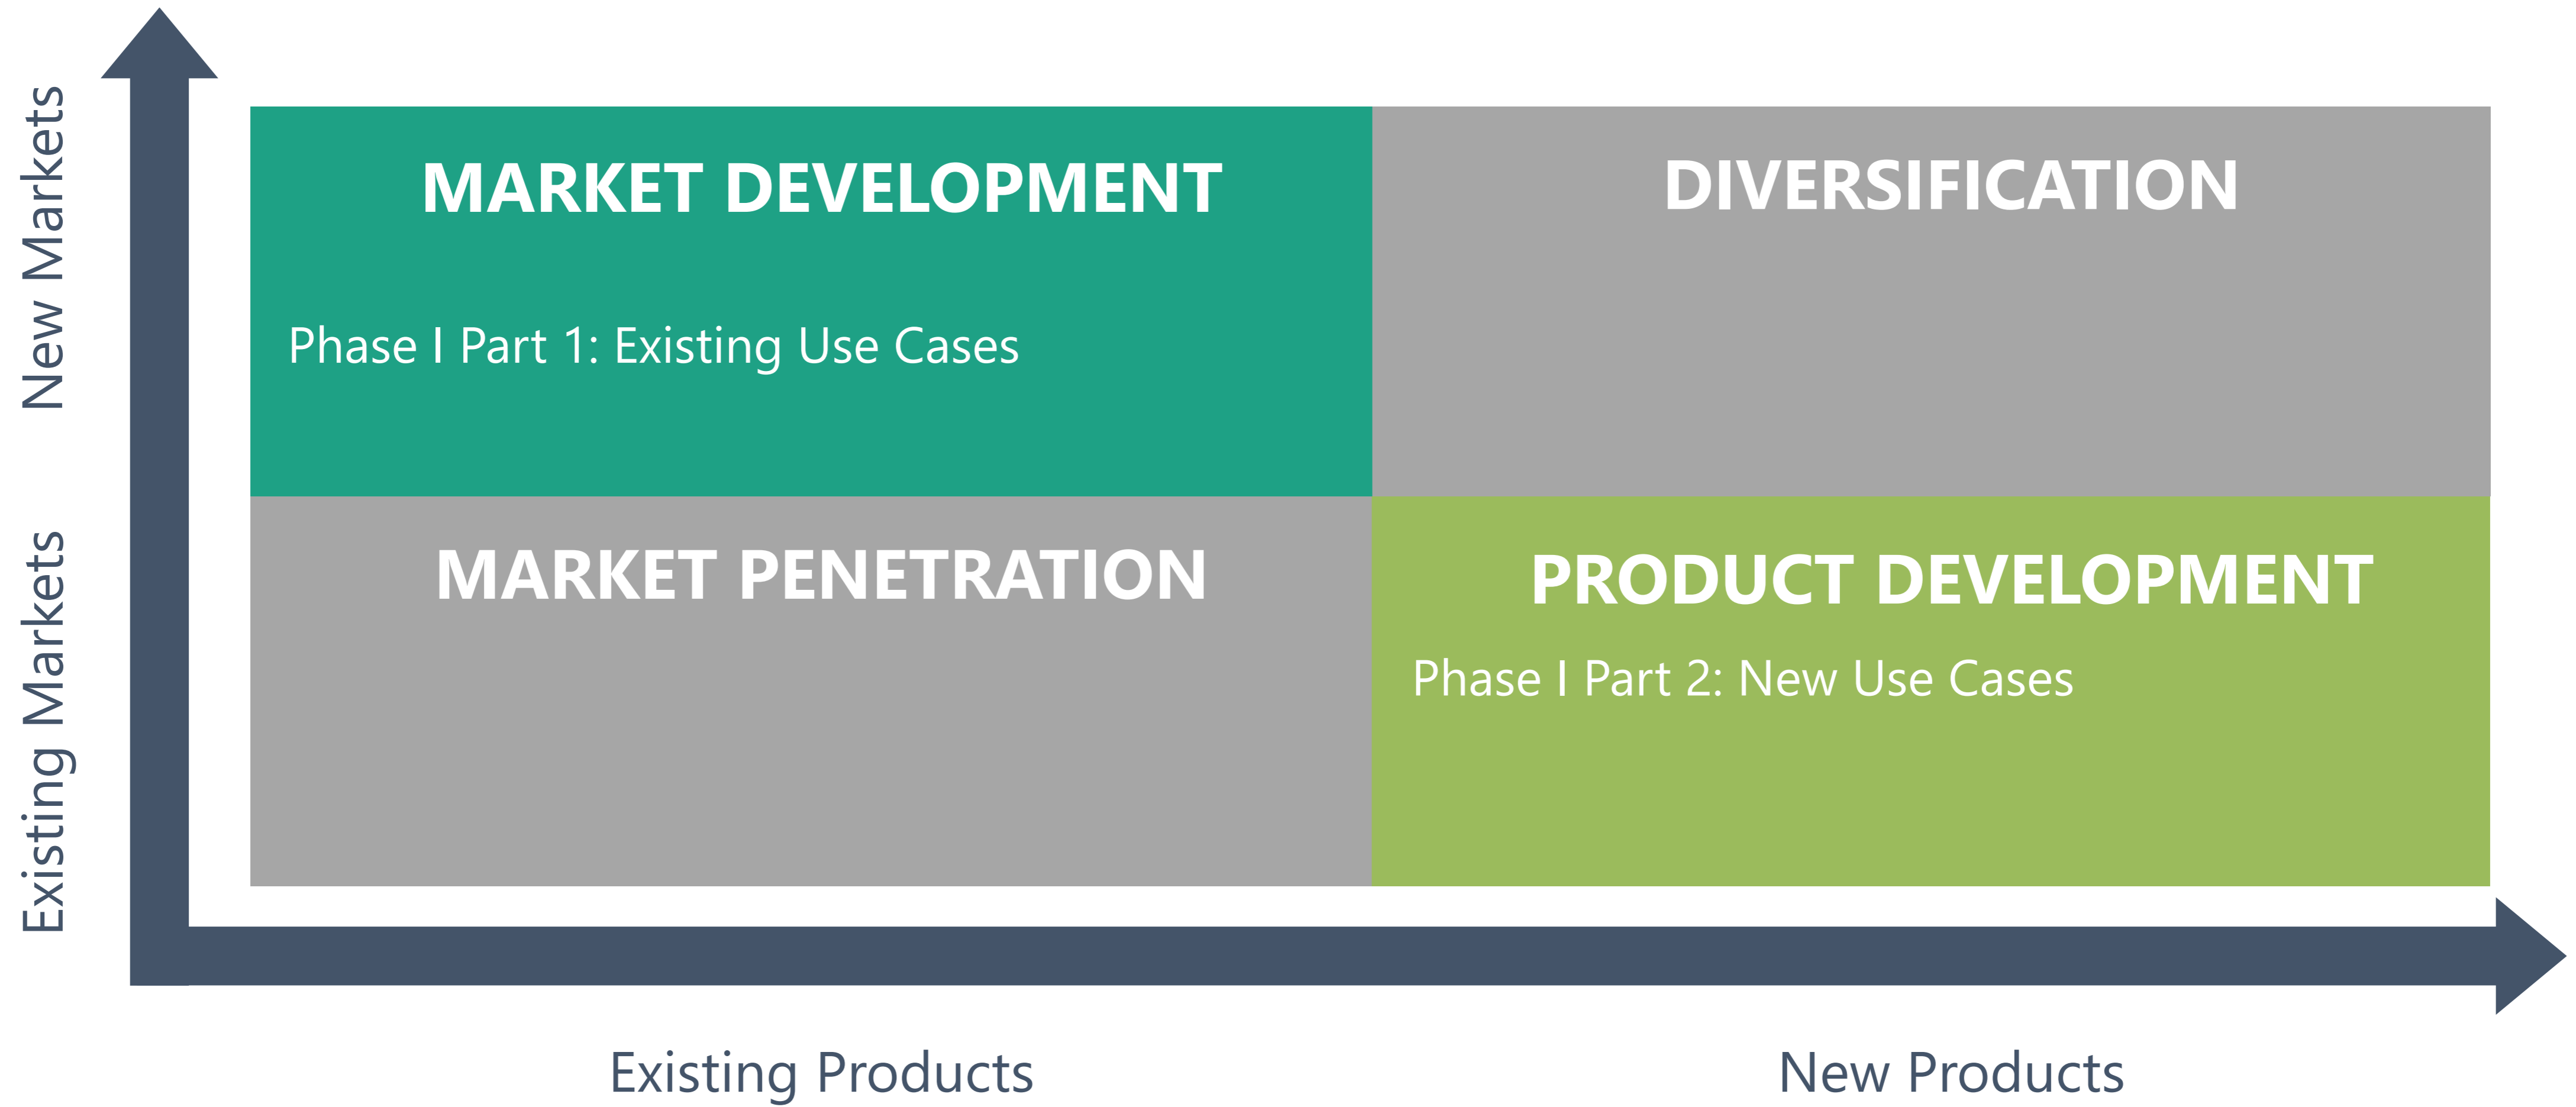 New Markets
MARKET DEVELOPMENT
Phase I Part 1: Existing Use Cases
DIVERSIFICATION
Existing Markets
MARKET PENETRATION
PRODUCT DEVELOPMENT
Phase I Part 2: New Use Cases
Existing Products
New Products